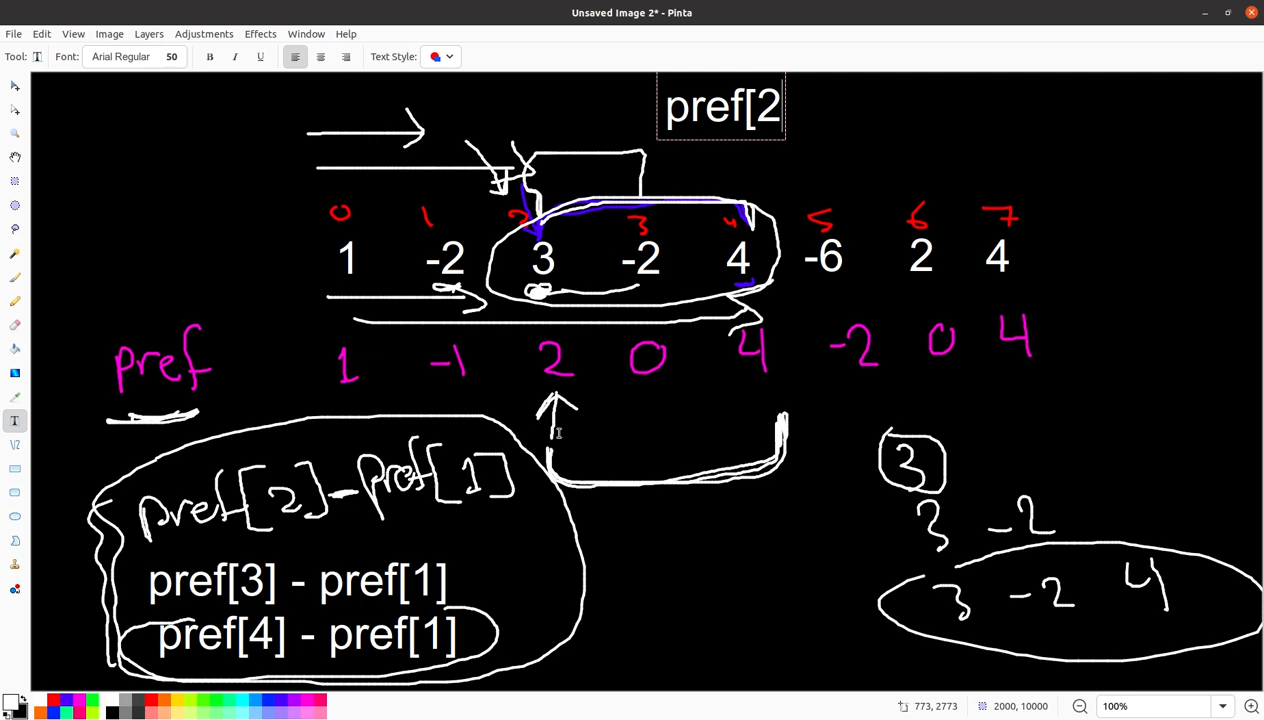 Unsaved Image 2* - Pinta
File Edit View Image Layers Adjustments Effects Window Help
Tool: T Font: Arial Regular 50 B I U Text Style:
pref[2
0 1 2 3 4 5 6 7
1 -2 3 -2 4 -6 2 4
pref 1 -1 2 0 4 -2 0 4
pref[2]-pref[1]
pref[3] - pref[1]
pref[4] - pref[1]
3
3 -2
3 -2 4
773, 2773 2000, 10000 100%